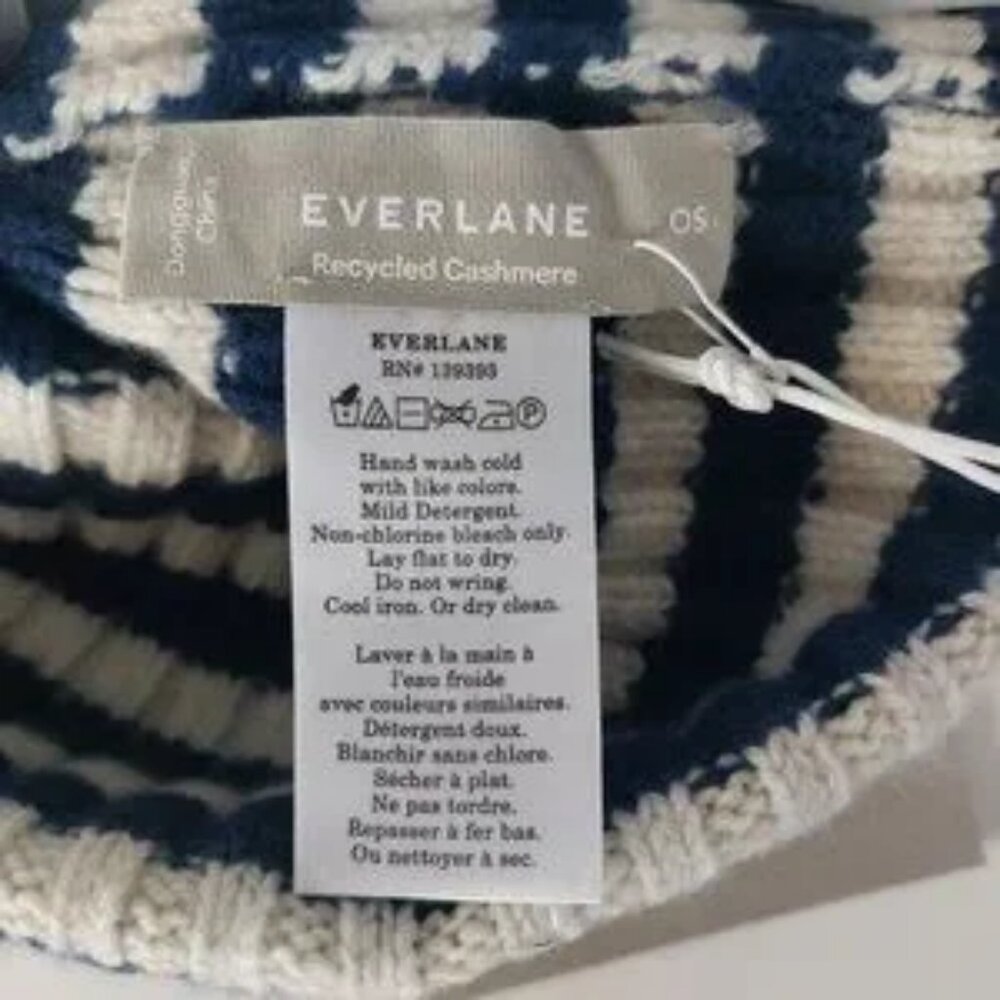 Dongguan,
China
EVERLANE
OS
Recycled Cashmere
EVERLANE
RN# 139393
P
Hand wash cold
with like colors.
Mild Detergent.
Non-chlorine bleach only.
Lay flat to dry.
Do not wring.
Cool iron. Or dry clean.
Laver à la main à
l'eau froide
avec couleurs similaires.
Détergent doux.
Blanchir sans chlore.
Sécher à plat.
Ne pas tordre.
Repasser à fer bas.
Ou nettoyer à sec.